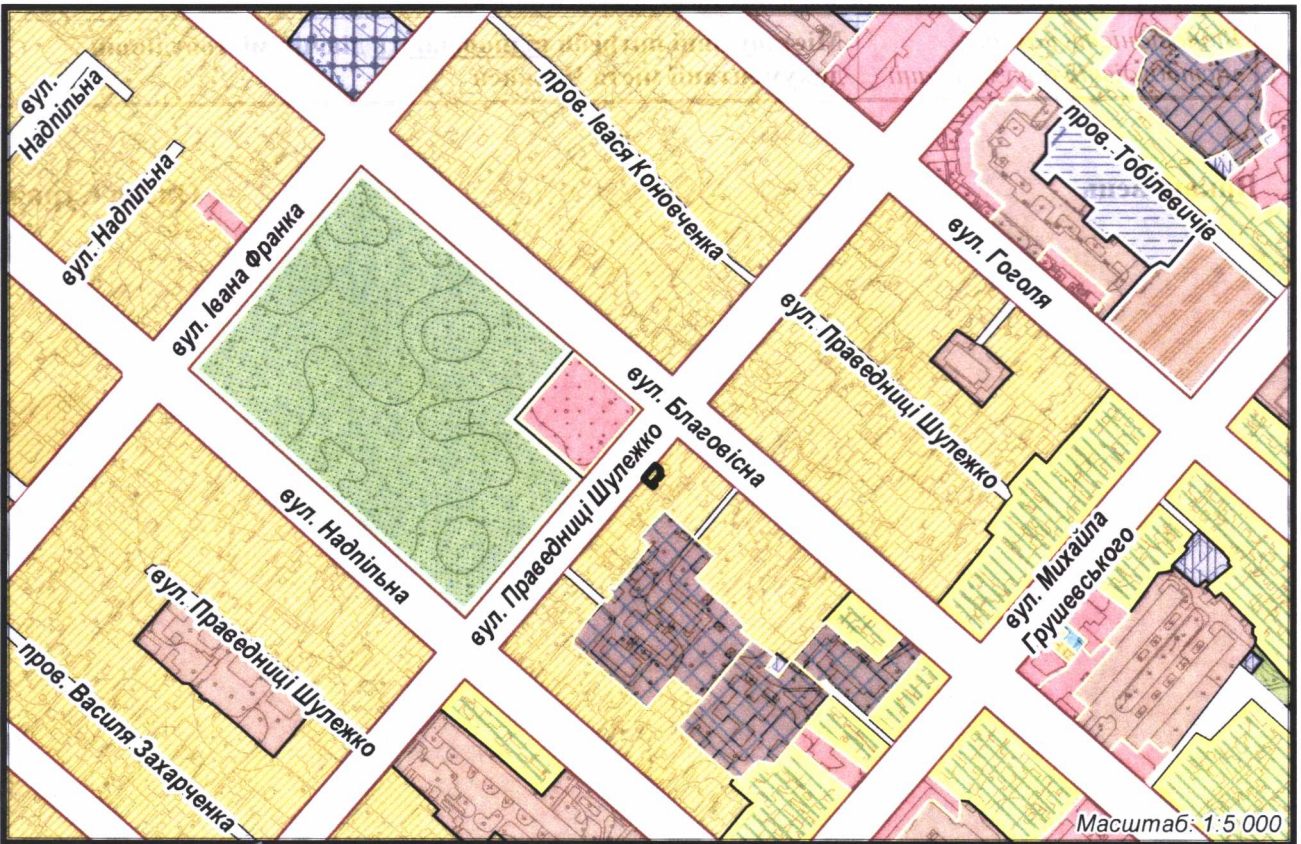 вул.
Надпільна
вул. Надпільна
вул. Івана Франка
пров. Івася Коновченка
пров. Тобілевичів
вул. Гоголя
вул. Праведниці Шулежко
вул. Благовісна
вул. Праведниці Шулежко
вул. Надпільна
вул. Михайла
Грушевського
вул. Праведниці Шулежко
пров. Василя Захарченка
Масштаб: 1:5 000